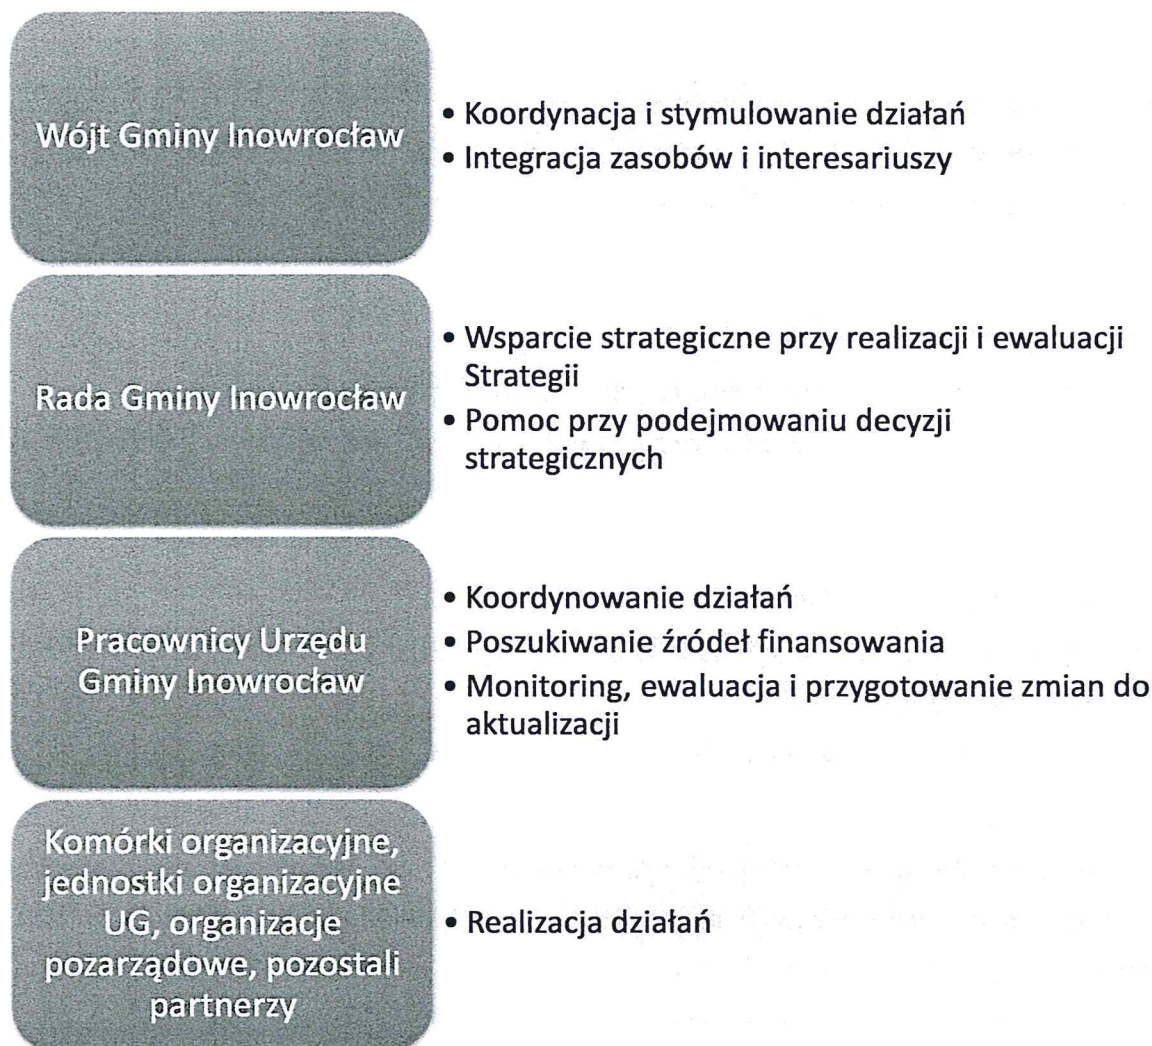 Wójt Gminy Inowrocław
• Koordynacja i stymulowanie działań
• Integracja zasobów i interesariuszy
Rada Gminy Inowrocław
• Wsparcie strategiczne przy realizacji i ewaluacji
Strategii
• Pomoc przy podejmowaniu decyzji
strategicznych
Pracownicy Urzędu
Gminy Inowrocław
• Koordynowanie działań
• Poszukiwanie źródeł finansowania
• Monitoring, ewaluacja i przygotowanie zmian do
aktualizacji
Komórki organizacyjne,
jednostki organizacyjne
UG, organizacje
pozarządowe, pozostali
partnerzy
• Realizacja działań